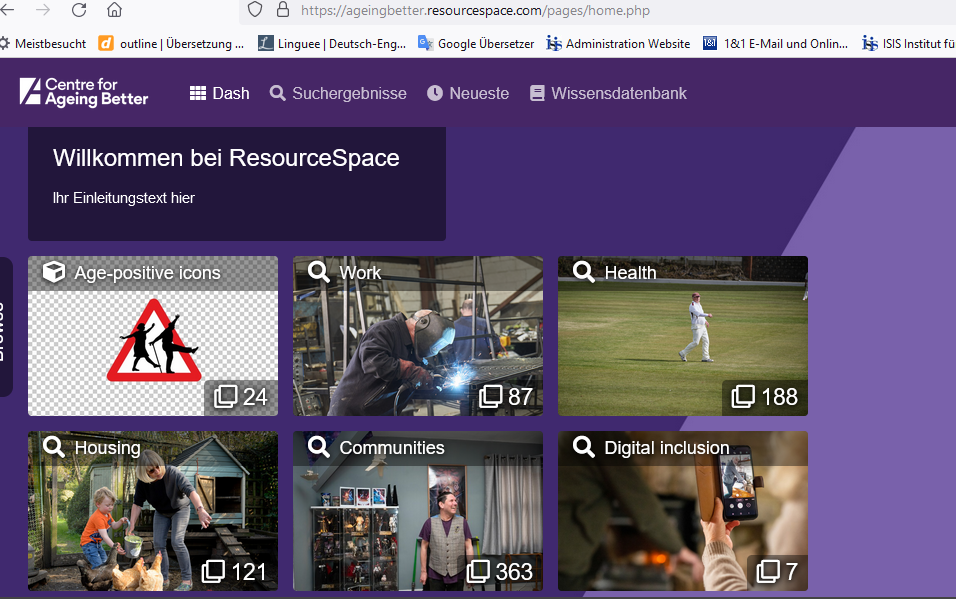 https://ageingbetter.resourcespace.com/pages/home.php
Meistbesucht
outline | Übersetzung ...
Linguee | Deutsch-Eng...
Google Übersetzer
Administration Website
1&1 E-Mail und Onlin...
ISIS Institut fü
Centre for
Ageing Better
Dash
Suchergebnisse
Neueste
Wissensdatenbank
Willkommen bei ResourceSpace
Ihr Einleitungstext hier
Age-positive icons
24
Work
87
Health
188
Browse
Housing
121
Communities
363
Digital inclusion
7